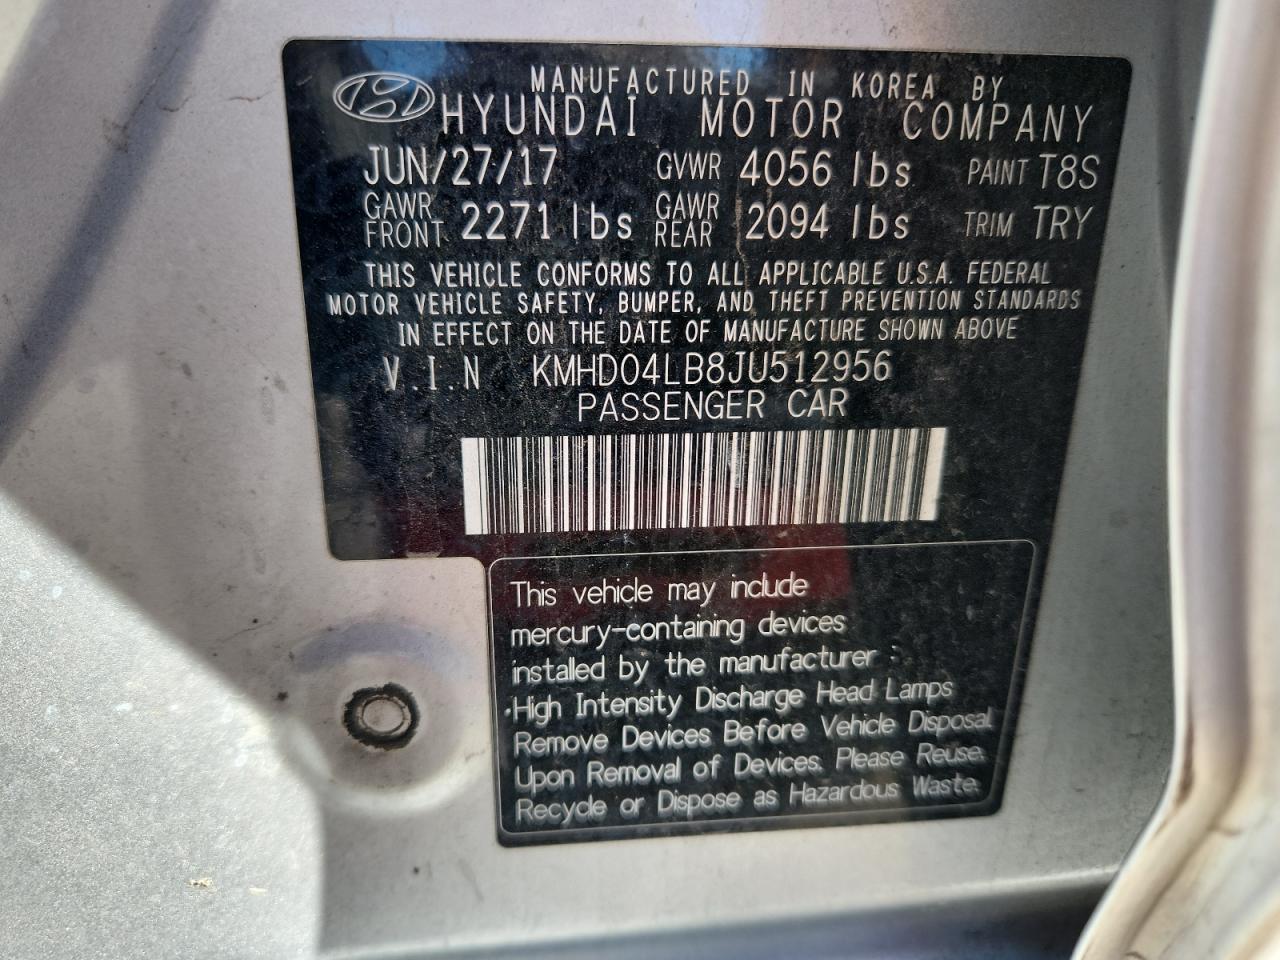 MANUFACTURED IN KOREA BY
HYUNDAI MOTOR COMPANY
JUN/27/17 GVWR 4056 lbs PAINT T8S
GAWR FRONT 2271 lbs GAWR REAR 2094 lbs TRIM TRY
THIS VEHICLE CONFORMS TO ALL APPLICABLE U.S.A. FEDERAL
MOTOR VEHICLE SAFETY, BUMPER, AND THEFT PREVENTION STANDARDS
IN EFFECT ON THE DATE OF MANUFACTURE SHOWN ABOVE
V.I.N KMHD04LB8JU512956
PASSENGER CAR
This vehicle may include
mercury-containing devices
installed by the manufacturer :
·High Intensity Discharge Head Lamps
Remove Devices Before Vehicle Disposal.
Upon Removal of Devices. Please Reuse.
Recycle or Dispose as Hazardous Waste.